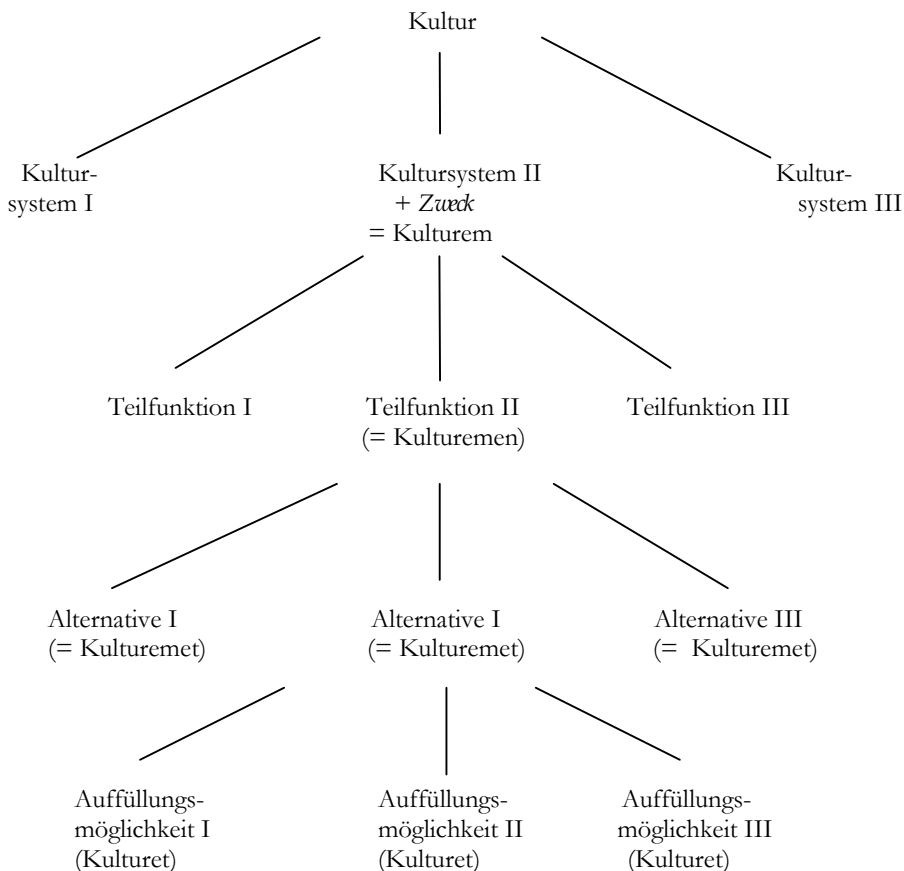 Kultur
Kultur-
system I
Kultursystem II
+ Zweck
= Kulturem
Kultur-
system III
Teilfunktion I
Teilfunktion II
(= Kulturemen)
Teilfunktion III
Alternative I
(= Kulturemet)
Alternative I
(= Kulturemet)
Alternative III
(= Kulturemet)
Auffüllungs-
möglichkeit I
(Kulturet)
Auffüllungs-
möglichkeit II
(Kulturet)
Auffüllungs-
möglichkeit III
(Kulturet)